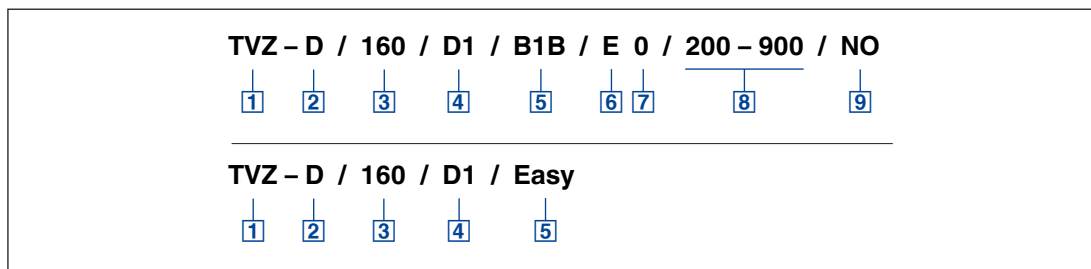 TVZ – D / 160 / D1 / B1B / E 0 / 200 – 900 / NO
1 2 3 4 5 6 7 8 9
TVZ – D / 160 / D1 / Easy
1 2 3 4 5